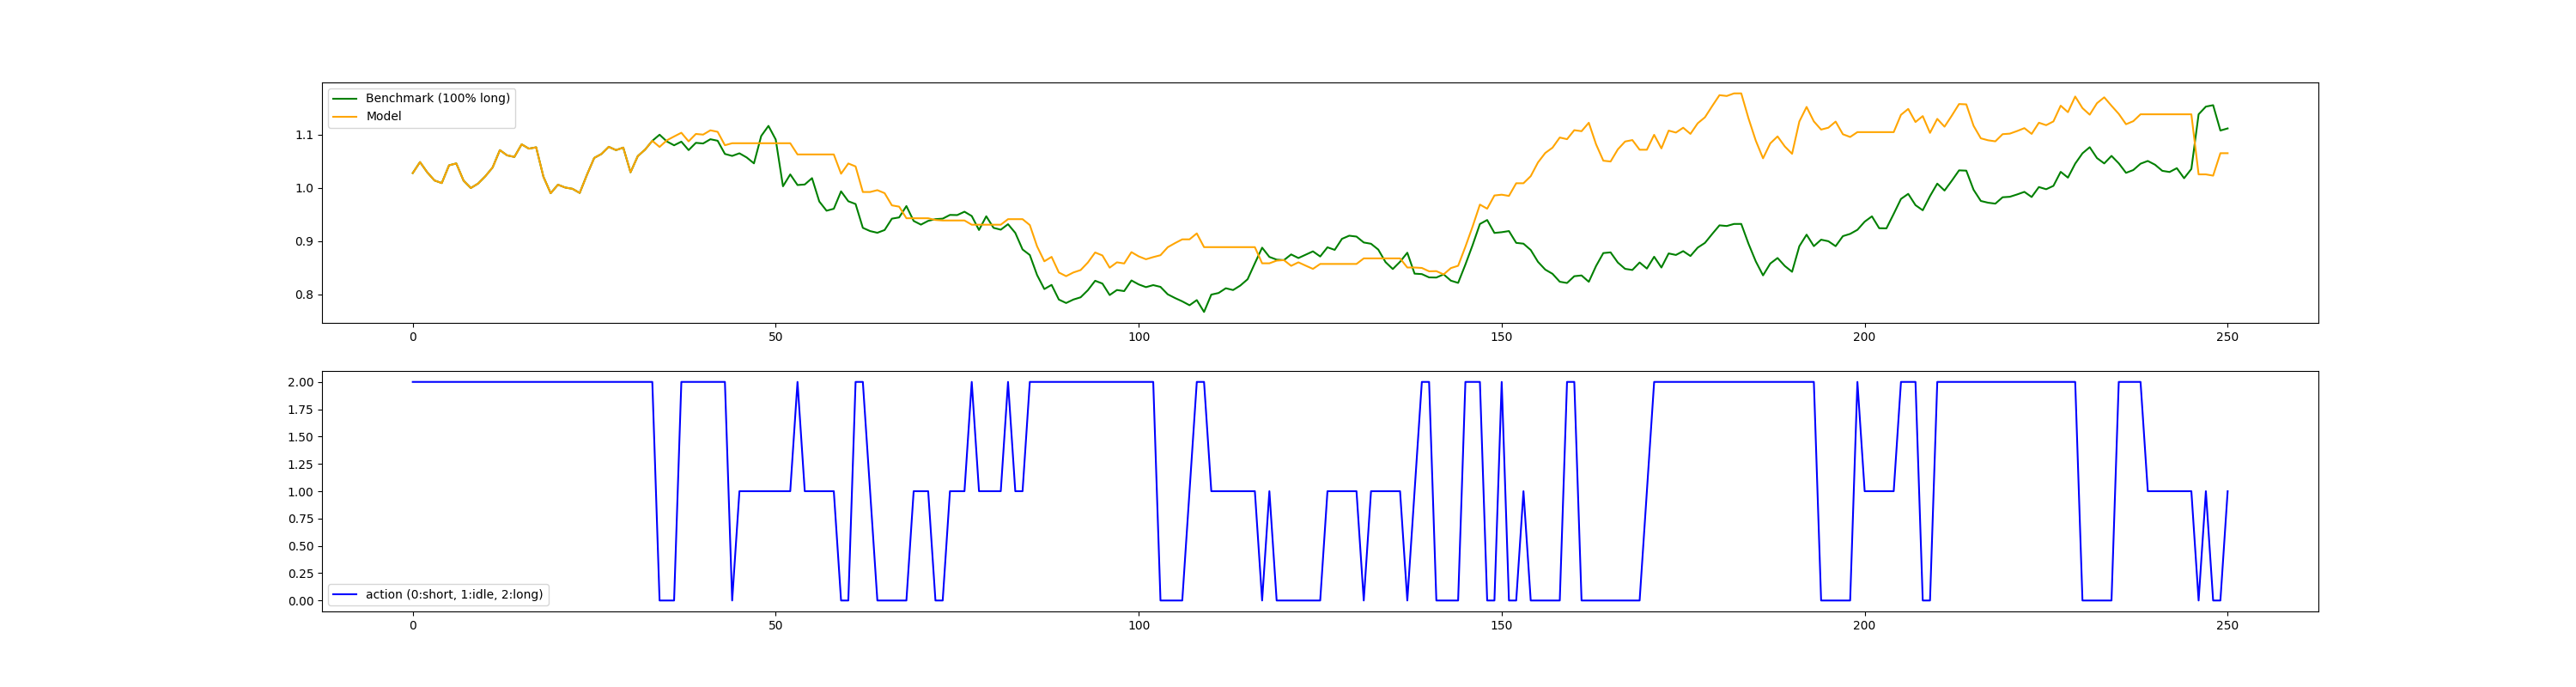 Benchmark (100% long)
Model
1.1
1.0
0.9
0.8
0 50 100 150 200 250
2.00
1.75
1.50
1.25
1.00
0.75
0.50
0.25
0.00
action (0:short, 1:idle, 2:long)
0 50 100 150 200 250